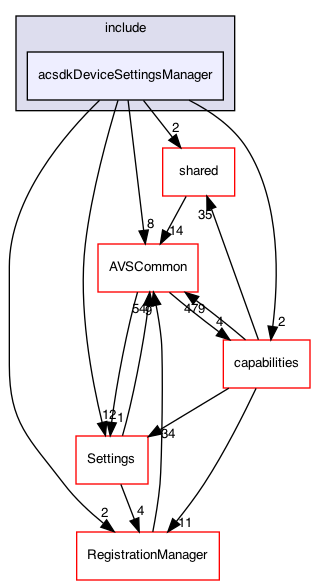 include
acsdkDeviceSettingsManager
2
shared
35
8
14
AVSCommon
479
4
2
capabilities
12
1
34
Settings
2
4
11
RegistrationManager